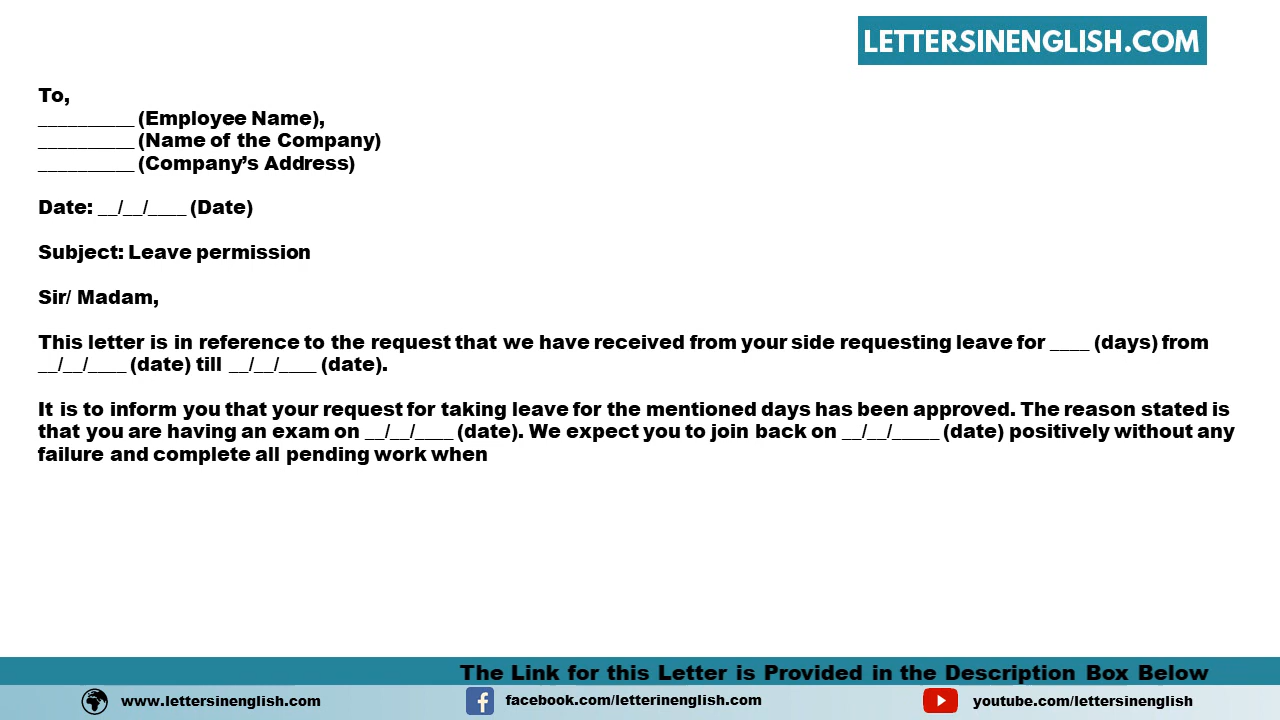 LETTERSINENGLISH.COM
To,
__________ (Employee Name),
__________ (Name of the Company)
__________ (Company’s Address)
Date: __/__/____ (Date)
Subject: Leave permission
Sir/ Madam,
This letter is in reference to the request that we have received from your side requesting leave for ____ (days) from
__/__/____ (date) till __/__/____ (date).
It is to inform you that your request for taking leave for the mentioned days has been approved. The reason stated is
that you are having an exam on __/__/____ (date). We expect you to join back on __/__/_____ (date) positively without any
failure and complete all pending work when
The Link for this Letter is Provided in the Description Box Below
www.lettersinenglish.com facebook.com/letterinenglish.com youtube.com/lettersinenglish